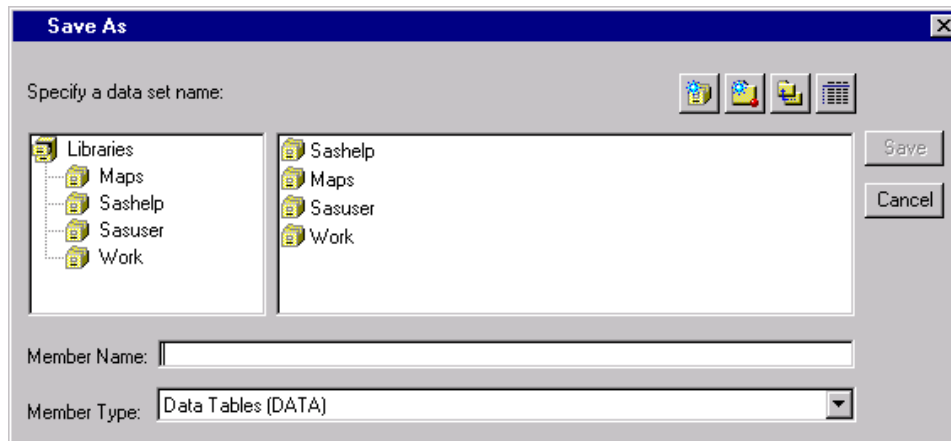 Save As
Specify a data set name:
Libraries
Maps
Sashelp
Sasuser
Work
Sashelp
Maps
Sasuser
Work
Save
Cancel
Member Name:
Member Type: Data Tables (DATA)